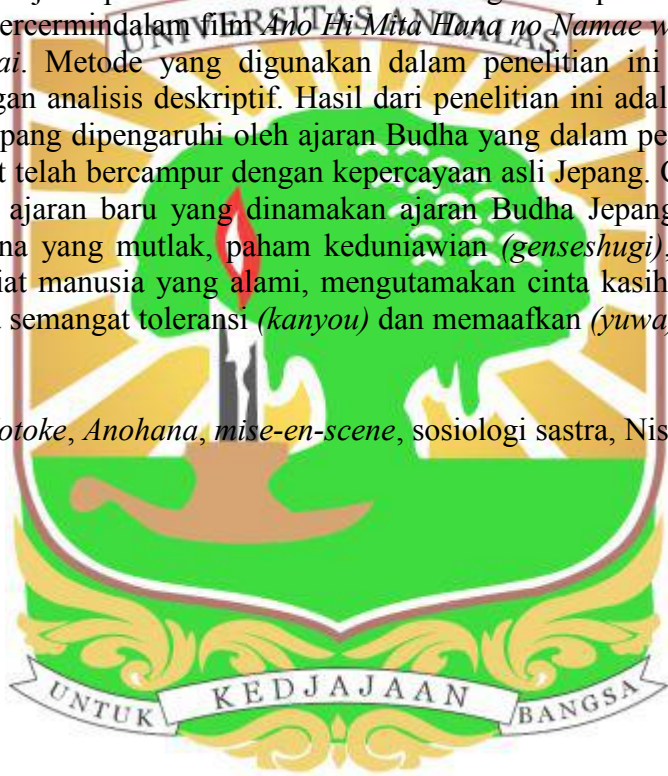 ercermindalam film Ano Hi Mita Hana no Namae w
UNIVERSITAS ANDALAS
ai. Metode yang digunakan dalam penelitian ini
gan analisis deskriptif. Hasil dari penelitian ini adal
pang dipengaruhi oleh ajaran Budha yang dalam pe
t telah bercampur dengan kepercayaan asli Jepang.
ajaran baru yang dinamakan ajaran Budha Jepang
na yang mutlak, paham keduniawian (genseshugi),
iat manusia yang alami, mengutamakan cinta kasih
semangat toleransi (kanyou) dan memaafkan (yuwa
otoke, Anohana, mise-en-scene, sosiologi sastra, Nis
UNTUK KEDJAJAAN BANGSA